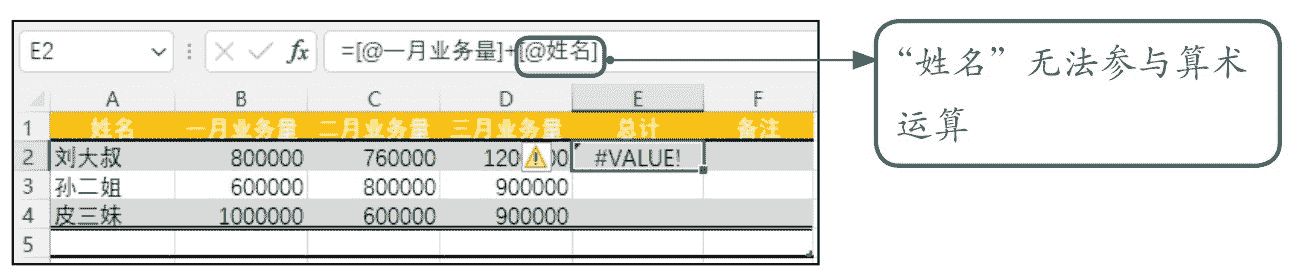 E2 fx =[@一月业务量]+[@姓名]
“姓名”无法参与算术
运算
A B C D E F
1 姓名 一月业务量 二月业务量 三月业务量 总计 备注
2 刘大叔 800000 760000 120 00 #VALUE!
3 孙二姐 600000 800000 900000
4 皮三妹 1000000 600000 900000
5